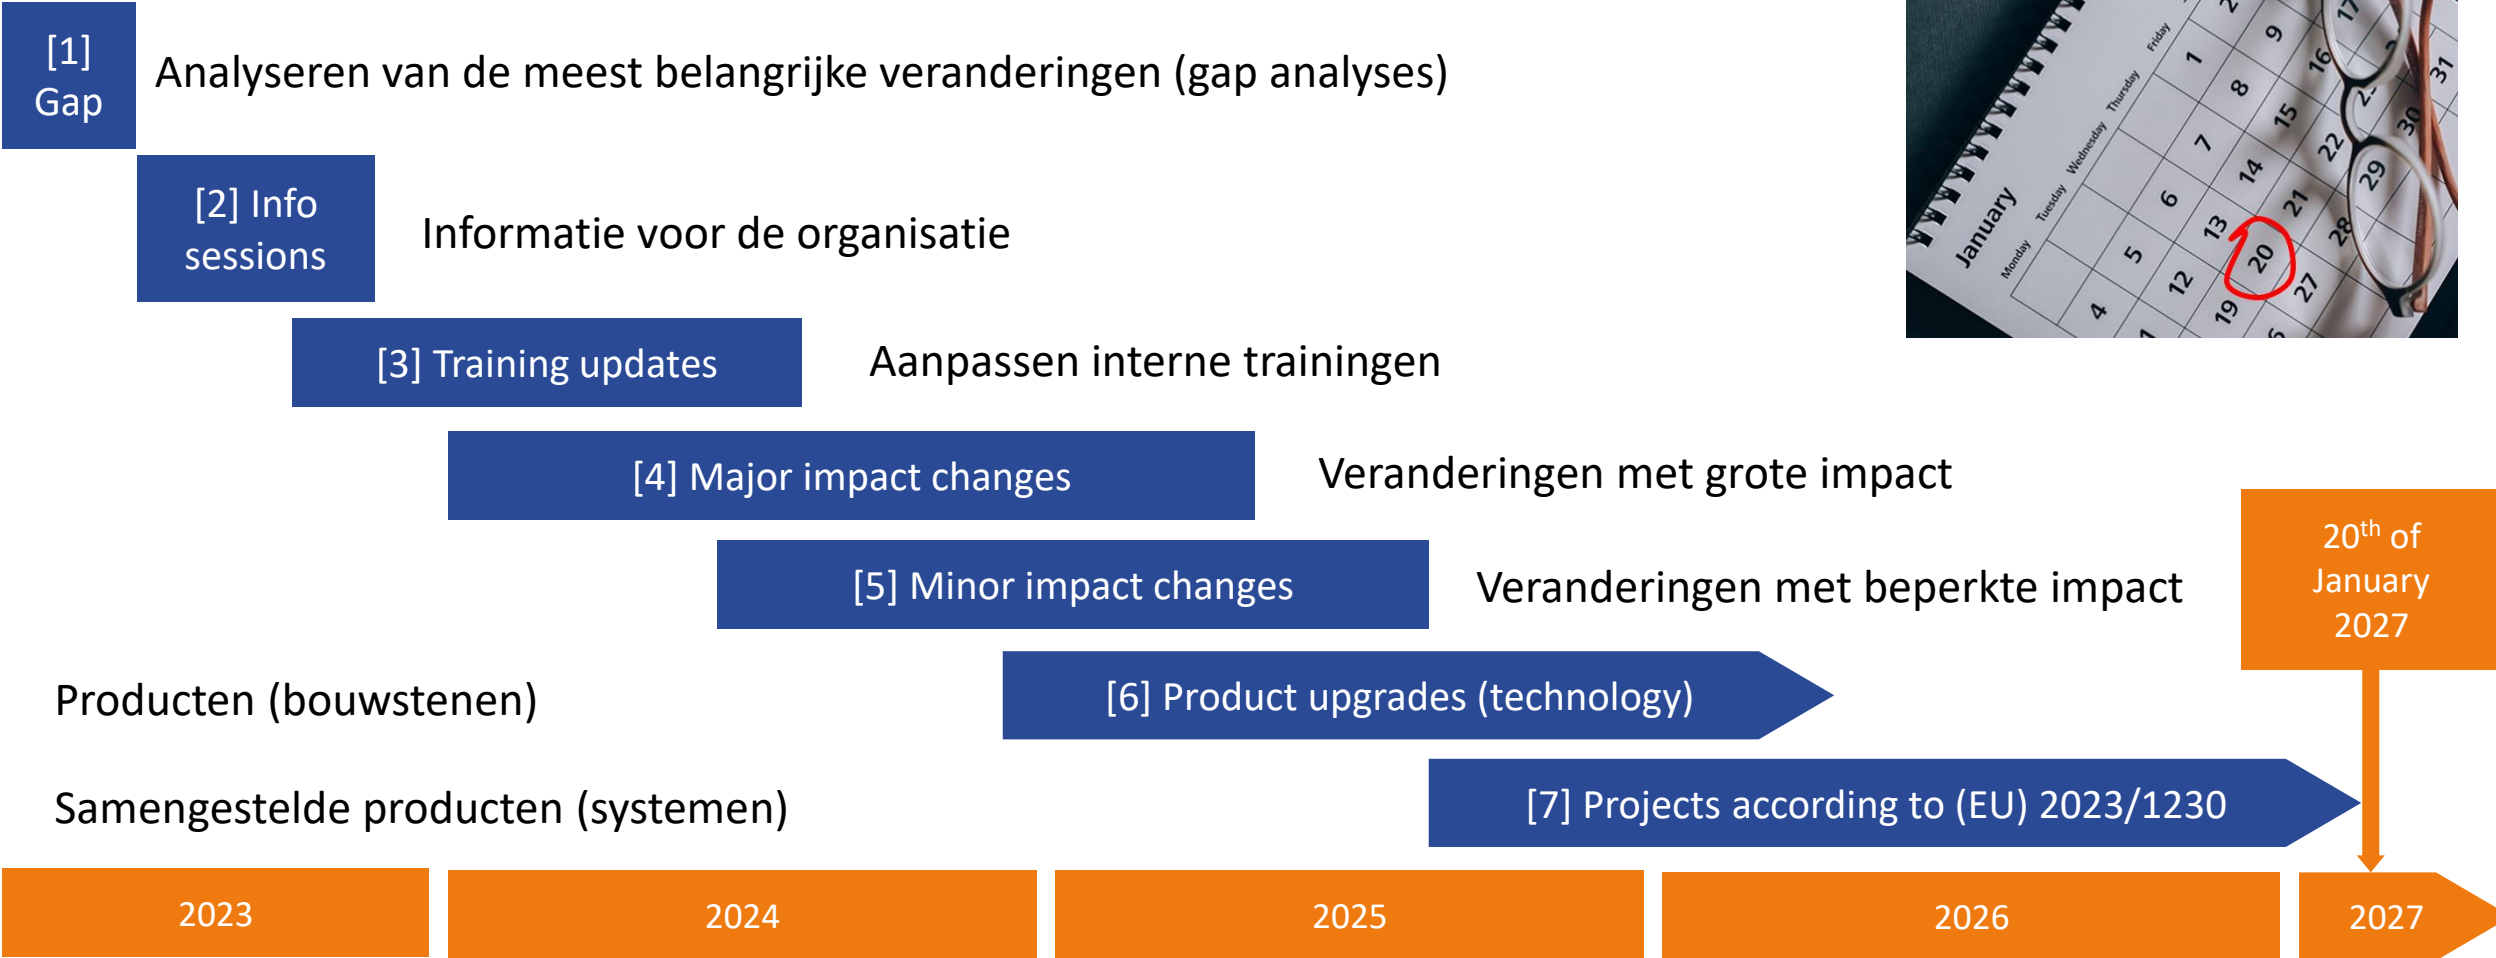 [1]
Gap
Analyseren van de meest belangrijke veranderingen (gap analyses)
January
Monday
Tuesday
Wednesday
Thursday
Friday
1
2
4
5
6
7
8
9
12
13
14
15
16
17
19
20
21
22
27
28
29
30
31
[2] Info
sessions
Informatie voor de organisatie
[3] Training updates
Aanpassen interne trainingen
[4] Major impact changes
Veranderingen met grote impact
[5] Minor impact changes
Veranderingen met beperkte impact
20th of
January
2027
Producten (bouwstenen)
[6] Product upgrades (technology)
Samengestelde producten (systemen)
[7] Projects according to (EU) 2023/1230
2023
2024
2025
2026
2027